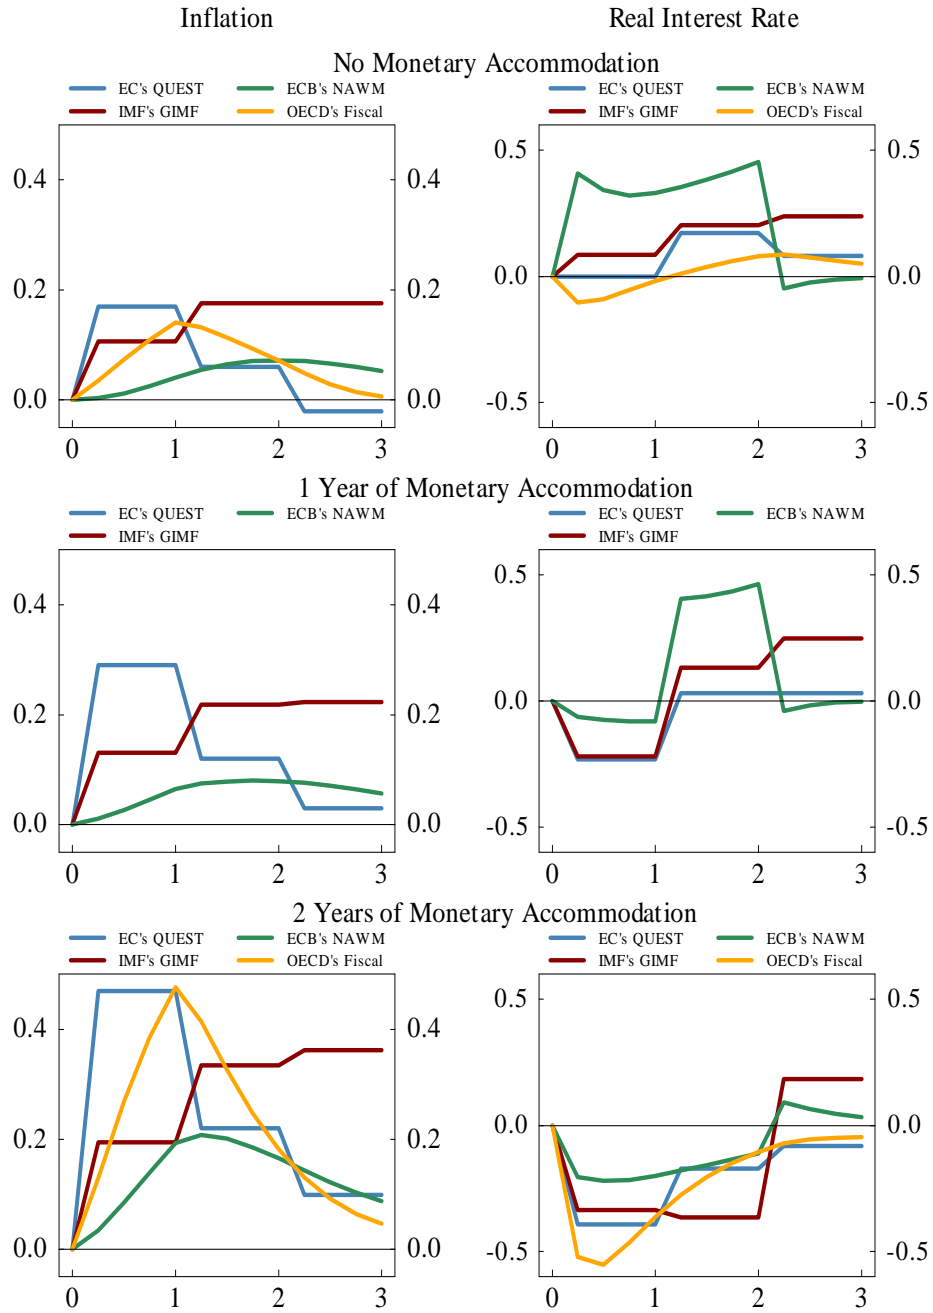 Inflation Real Interest Rate
No Monetary Accommodation
EC's QUEST ECB's NAWM EC's QUEST ECB's NAWM
IMF's GIMF OECD's Fiscal IMF's GIMF OECD's Fiscal
0.5 0.5
0.4 0.4
0.2 0.2
0.0 0.0
0.0 0.0
-0.5 -0.5
0 1 2 3 0 1 2 3
1 Year of Monetary Accommodation
EC's QUEST ECB's NAWM EC's QUEST ECB's NAWM
IMF's GIMF IMF's GIMF
0.5 0.5
0.4 0.4
0.2 0.2
0.0 0.0
0.0 0.0
-0.5 -0.5
0 1 2 3 0 1 2 3
2 Years of Monetary Accommodation
EC's QUEST ECB's NAWM EC's QUEST ECB's NAWM
IMF's GIMF OECD's Fiscal IMF's GIMF OECD's Fiscal
0.5 0.5
0.4 0.4
0.2 0.2
0.0 0.0
0.0 0.0
-0.5 -0.5
0 1 2 3 0 1 2 3